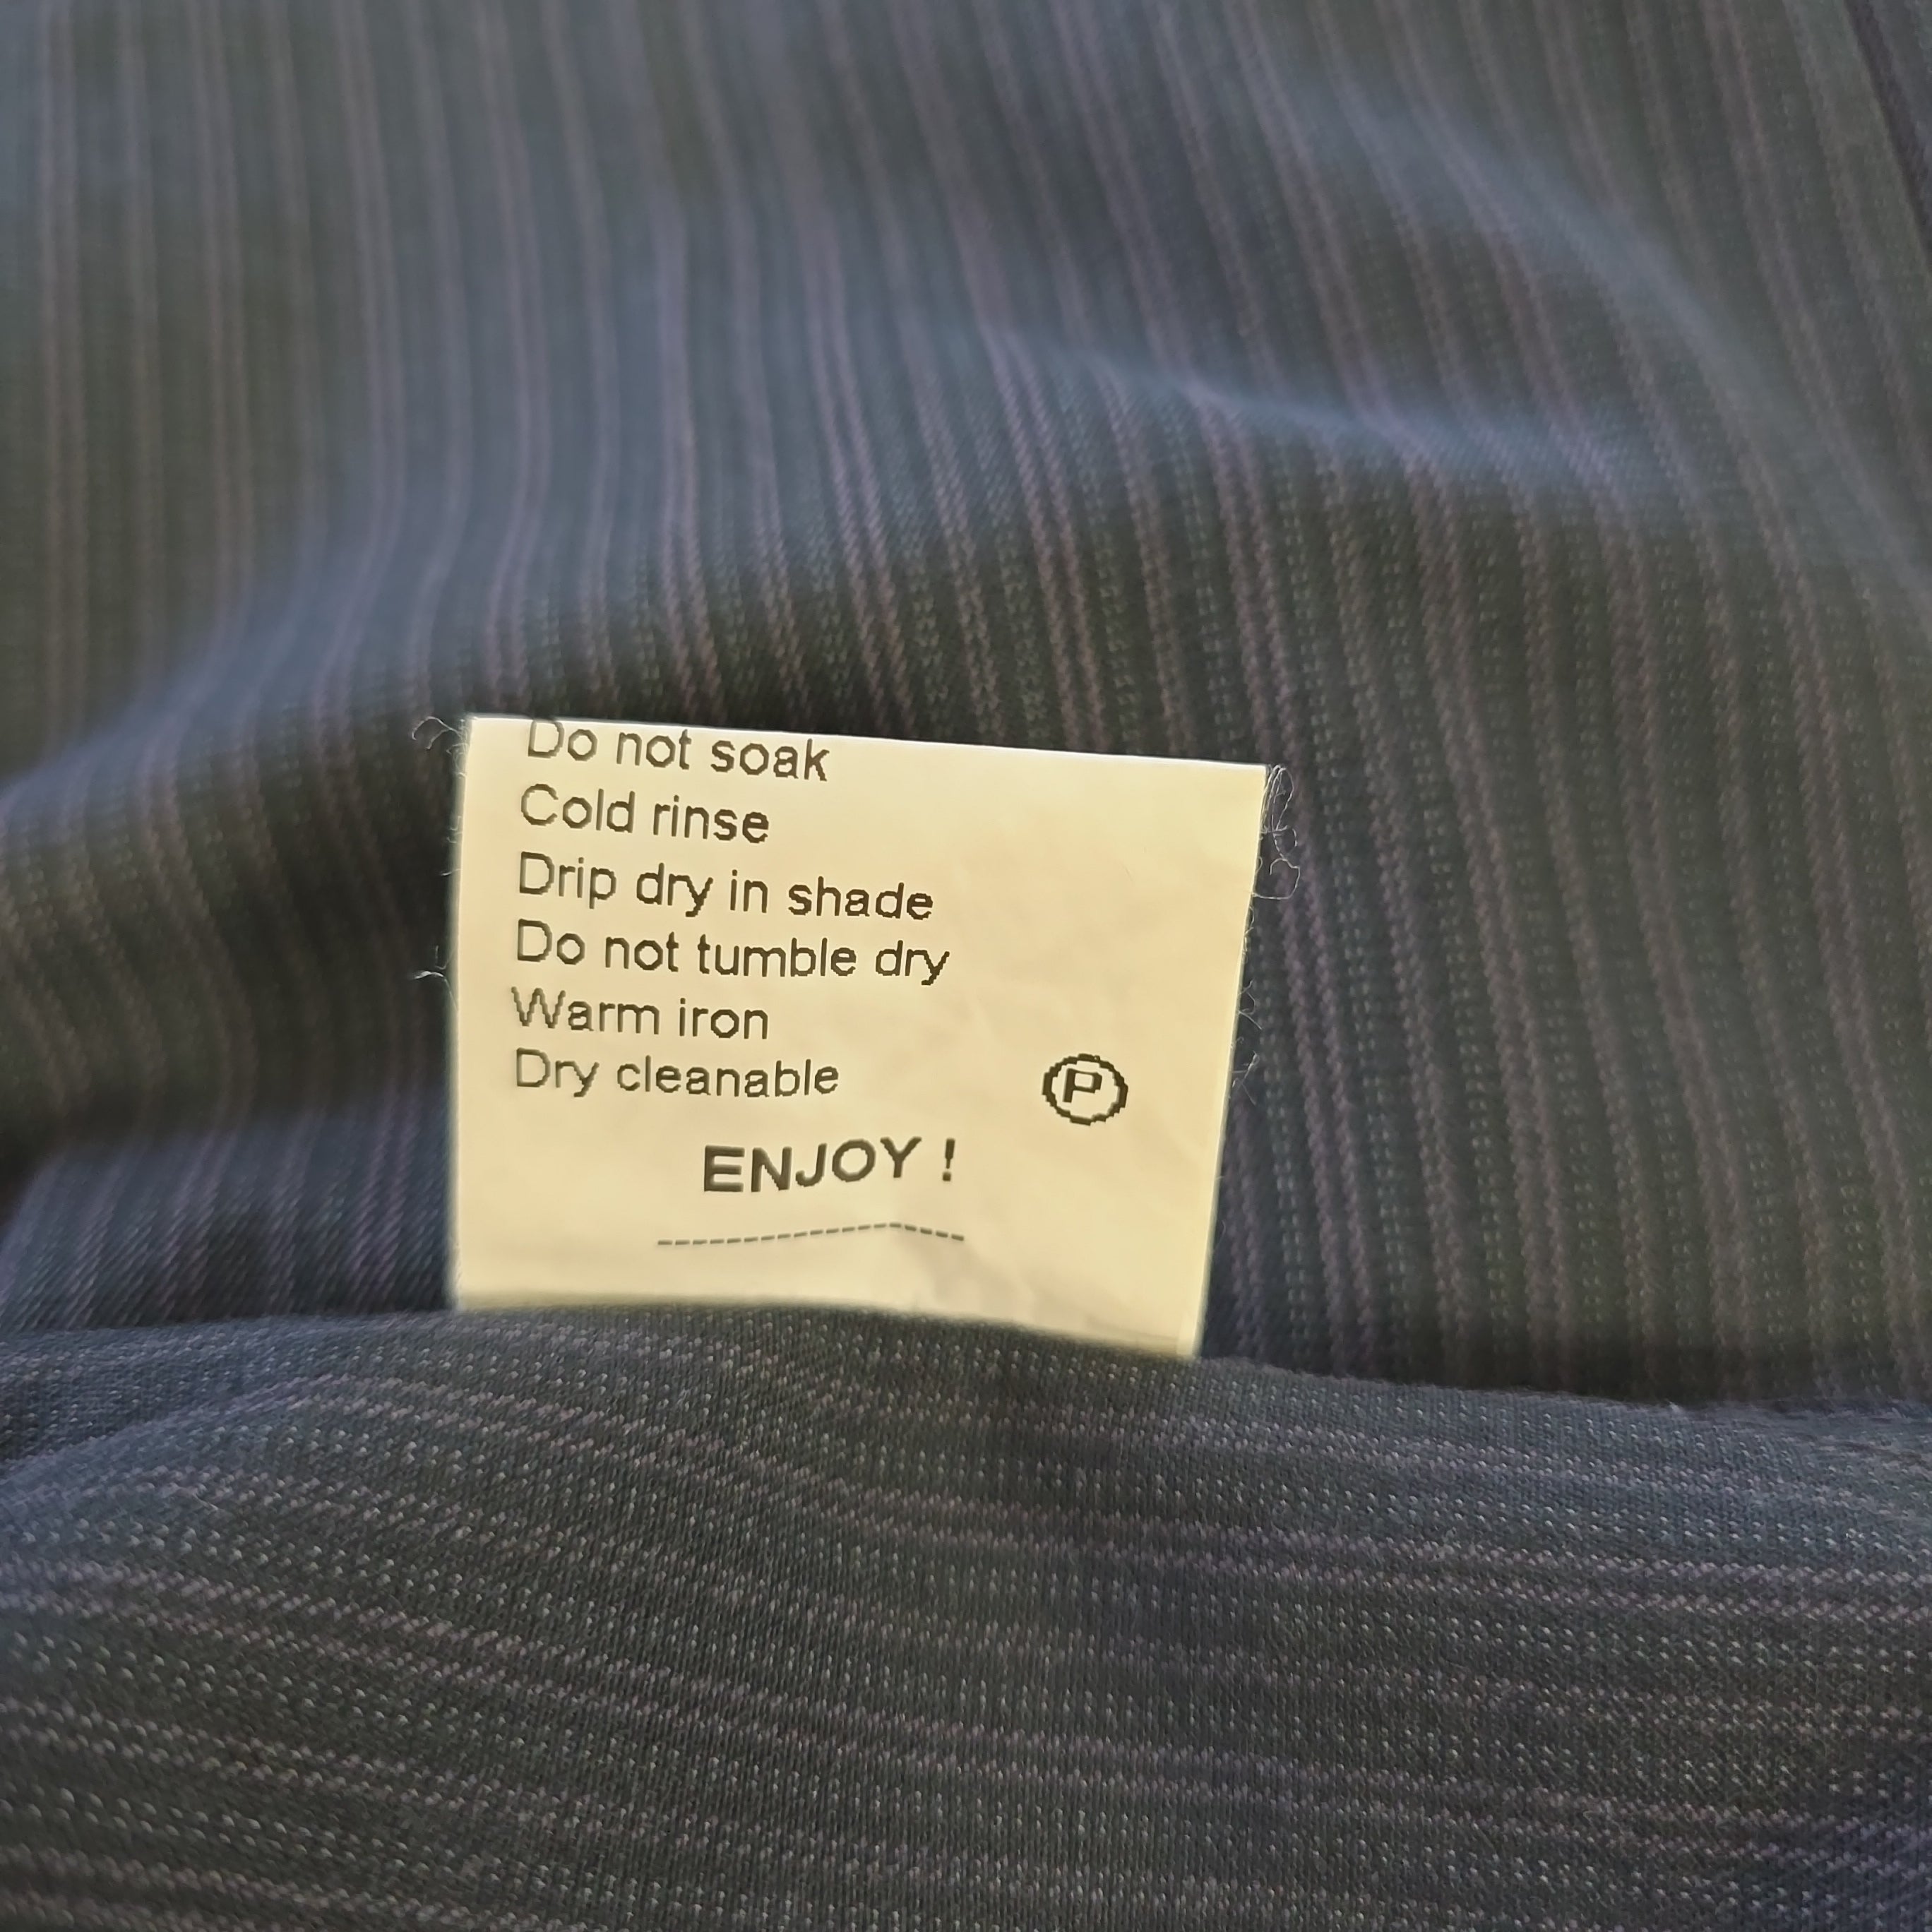 Do not soak
Cold rinse
Drip dry in shade
Do not tumble dry
Warm iron
Dry cleanable
P
ENJOY !